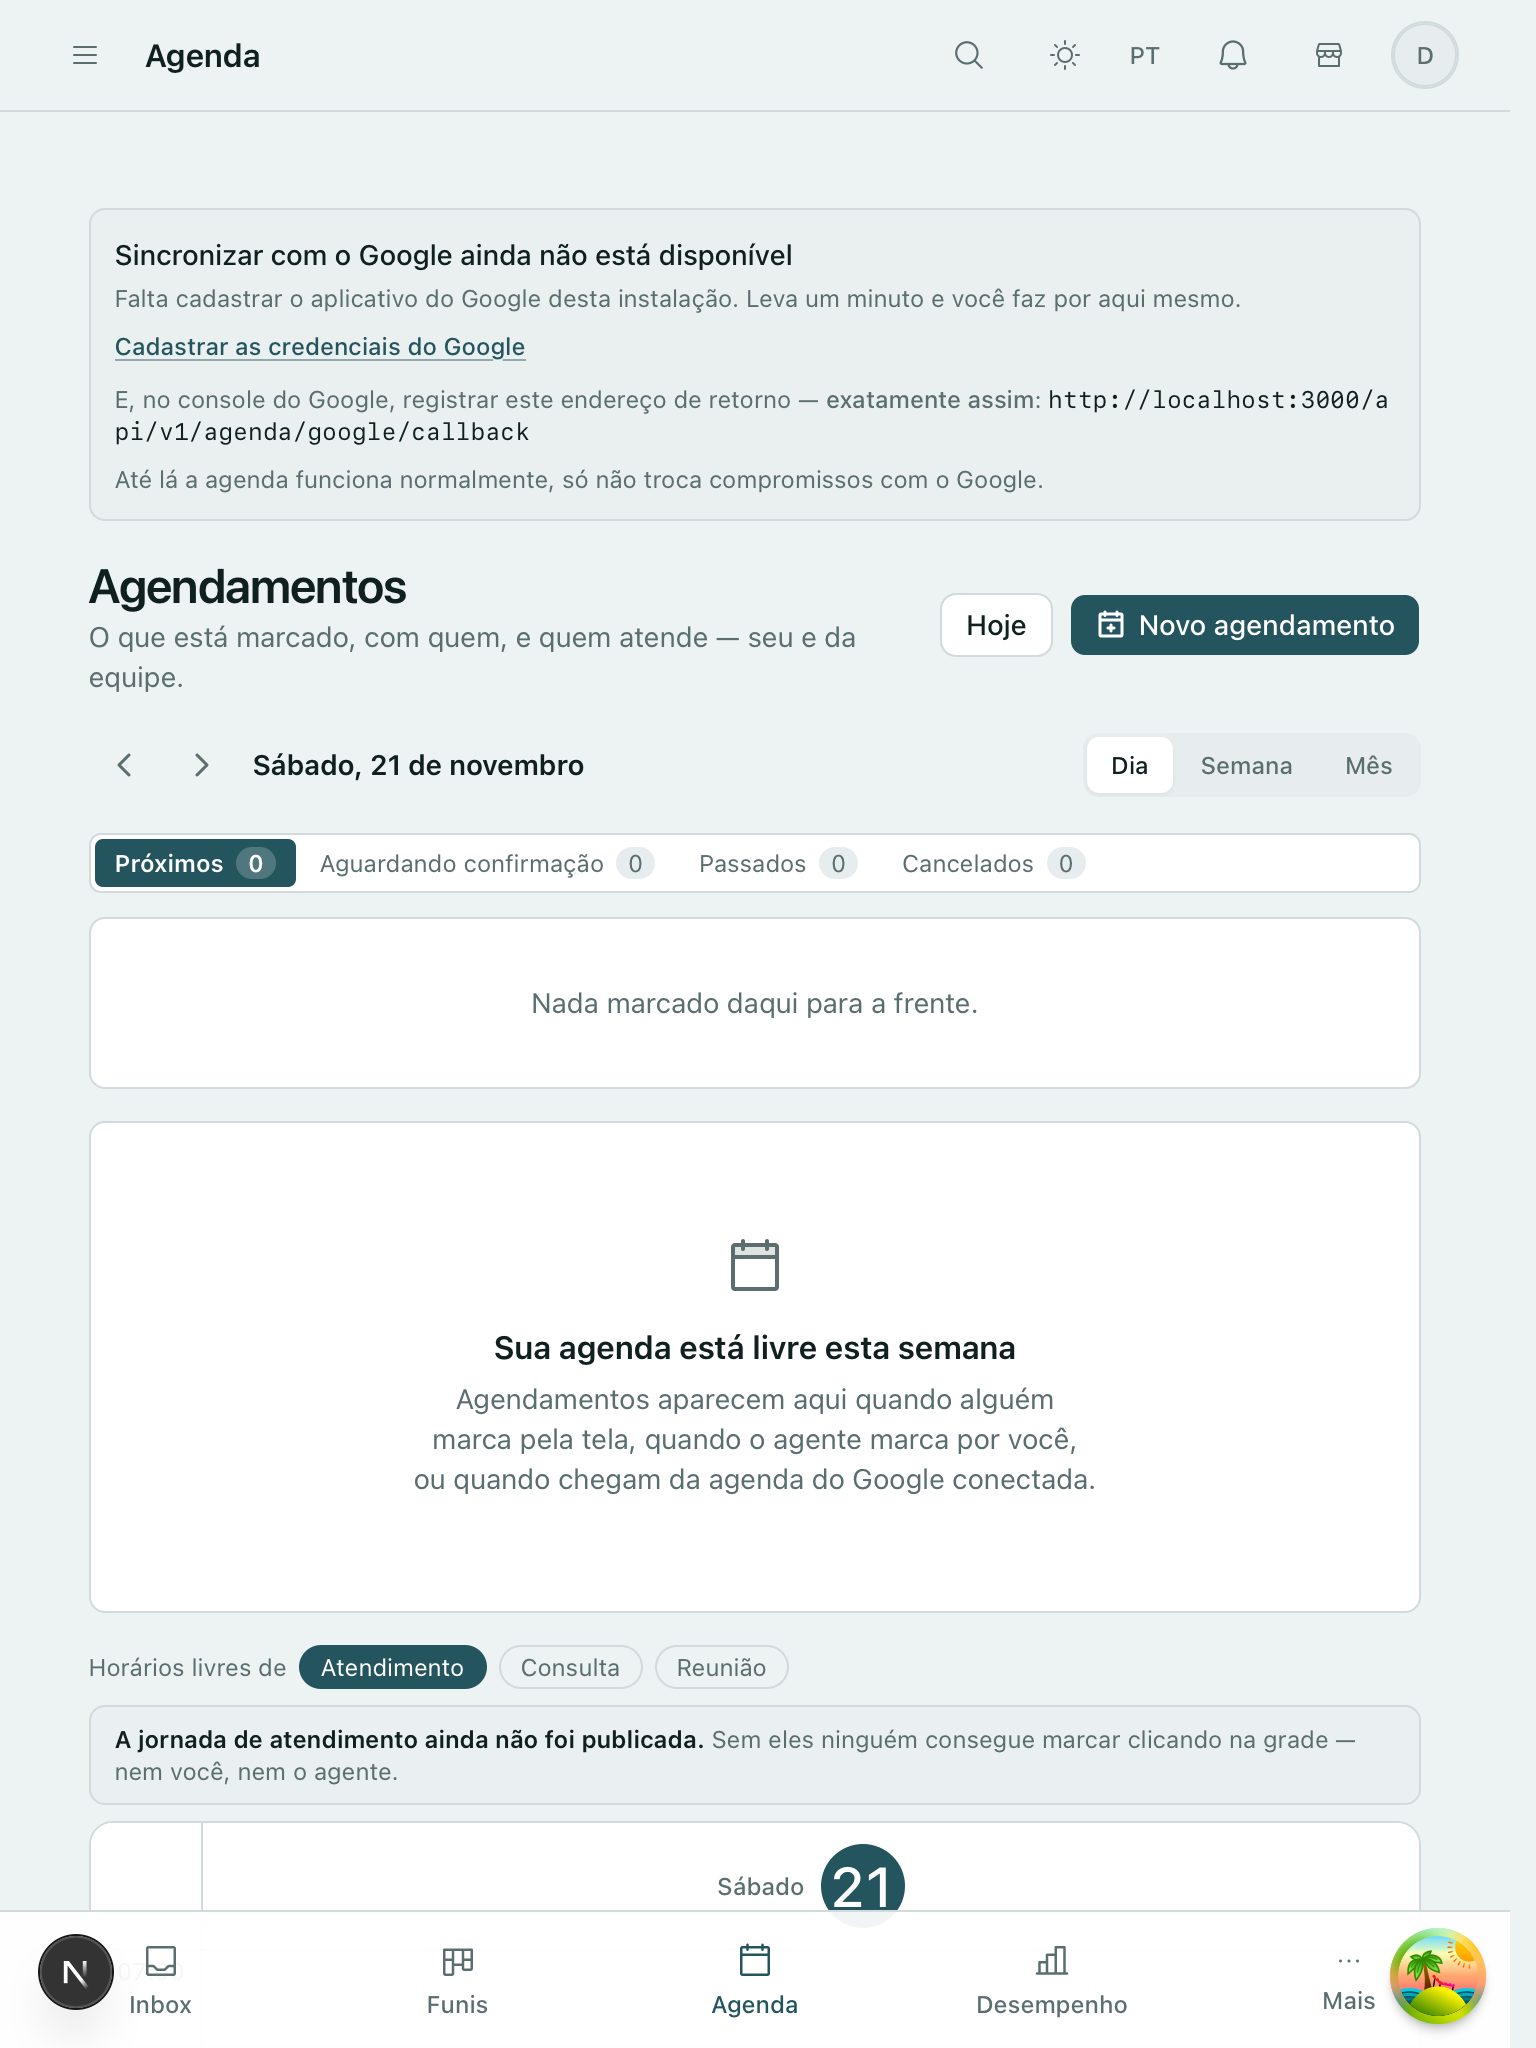 Agenda
PT
D
Sincronizar com o Google ainda não está disponível
Falta cadastrar o aplicativo do Google desta instalação. Leva um minuto e você faz por aqui mesmo.
Cadastrar as credenciais do Google
E, no console do Google, registrar este endereço de retorno — exatamente assim: http://localhost:3000/a
pi/v1/agenda/google/callback
Até lá a agenda funciona normalmente, só não troca compromissos com o Google.
Agendamentos
O que está marcado, com quem, e quem atende — seu e da
equipe.
Hoje
Novo agendamento
Sábado, 21 de novembro
Dia
Semana
Mês
Próximos 0
Aguardando confirmação 0
Passados 0
Cancelados 0
Nada marcado daqui para a frente.
Sua agenda está livre esta semana
Agendamentos aparecem aqui quando alguém
marca pela tela, quando o agente marca por você,
ou quando chegam da agenda do Google conectada.
Horários livres de
Atendimento
Consulta
Reunião
A jornada de atendimento ainda não foi publicada. Sem eles ninguém consegue marcar clicando na grade —
nem você, nem o agente.
Sábado 21
N
Inbox
Funis
Agenda
Desempenho
Mais